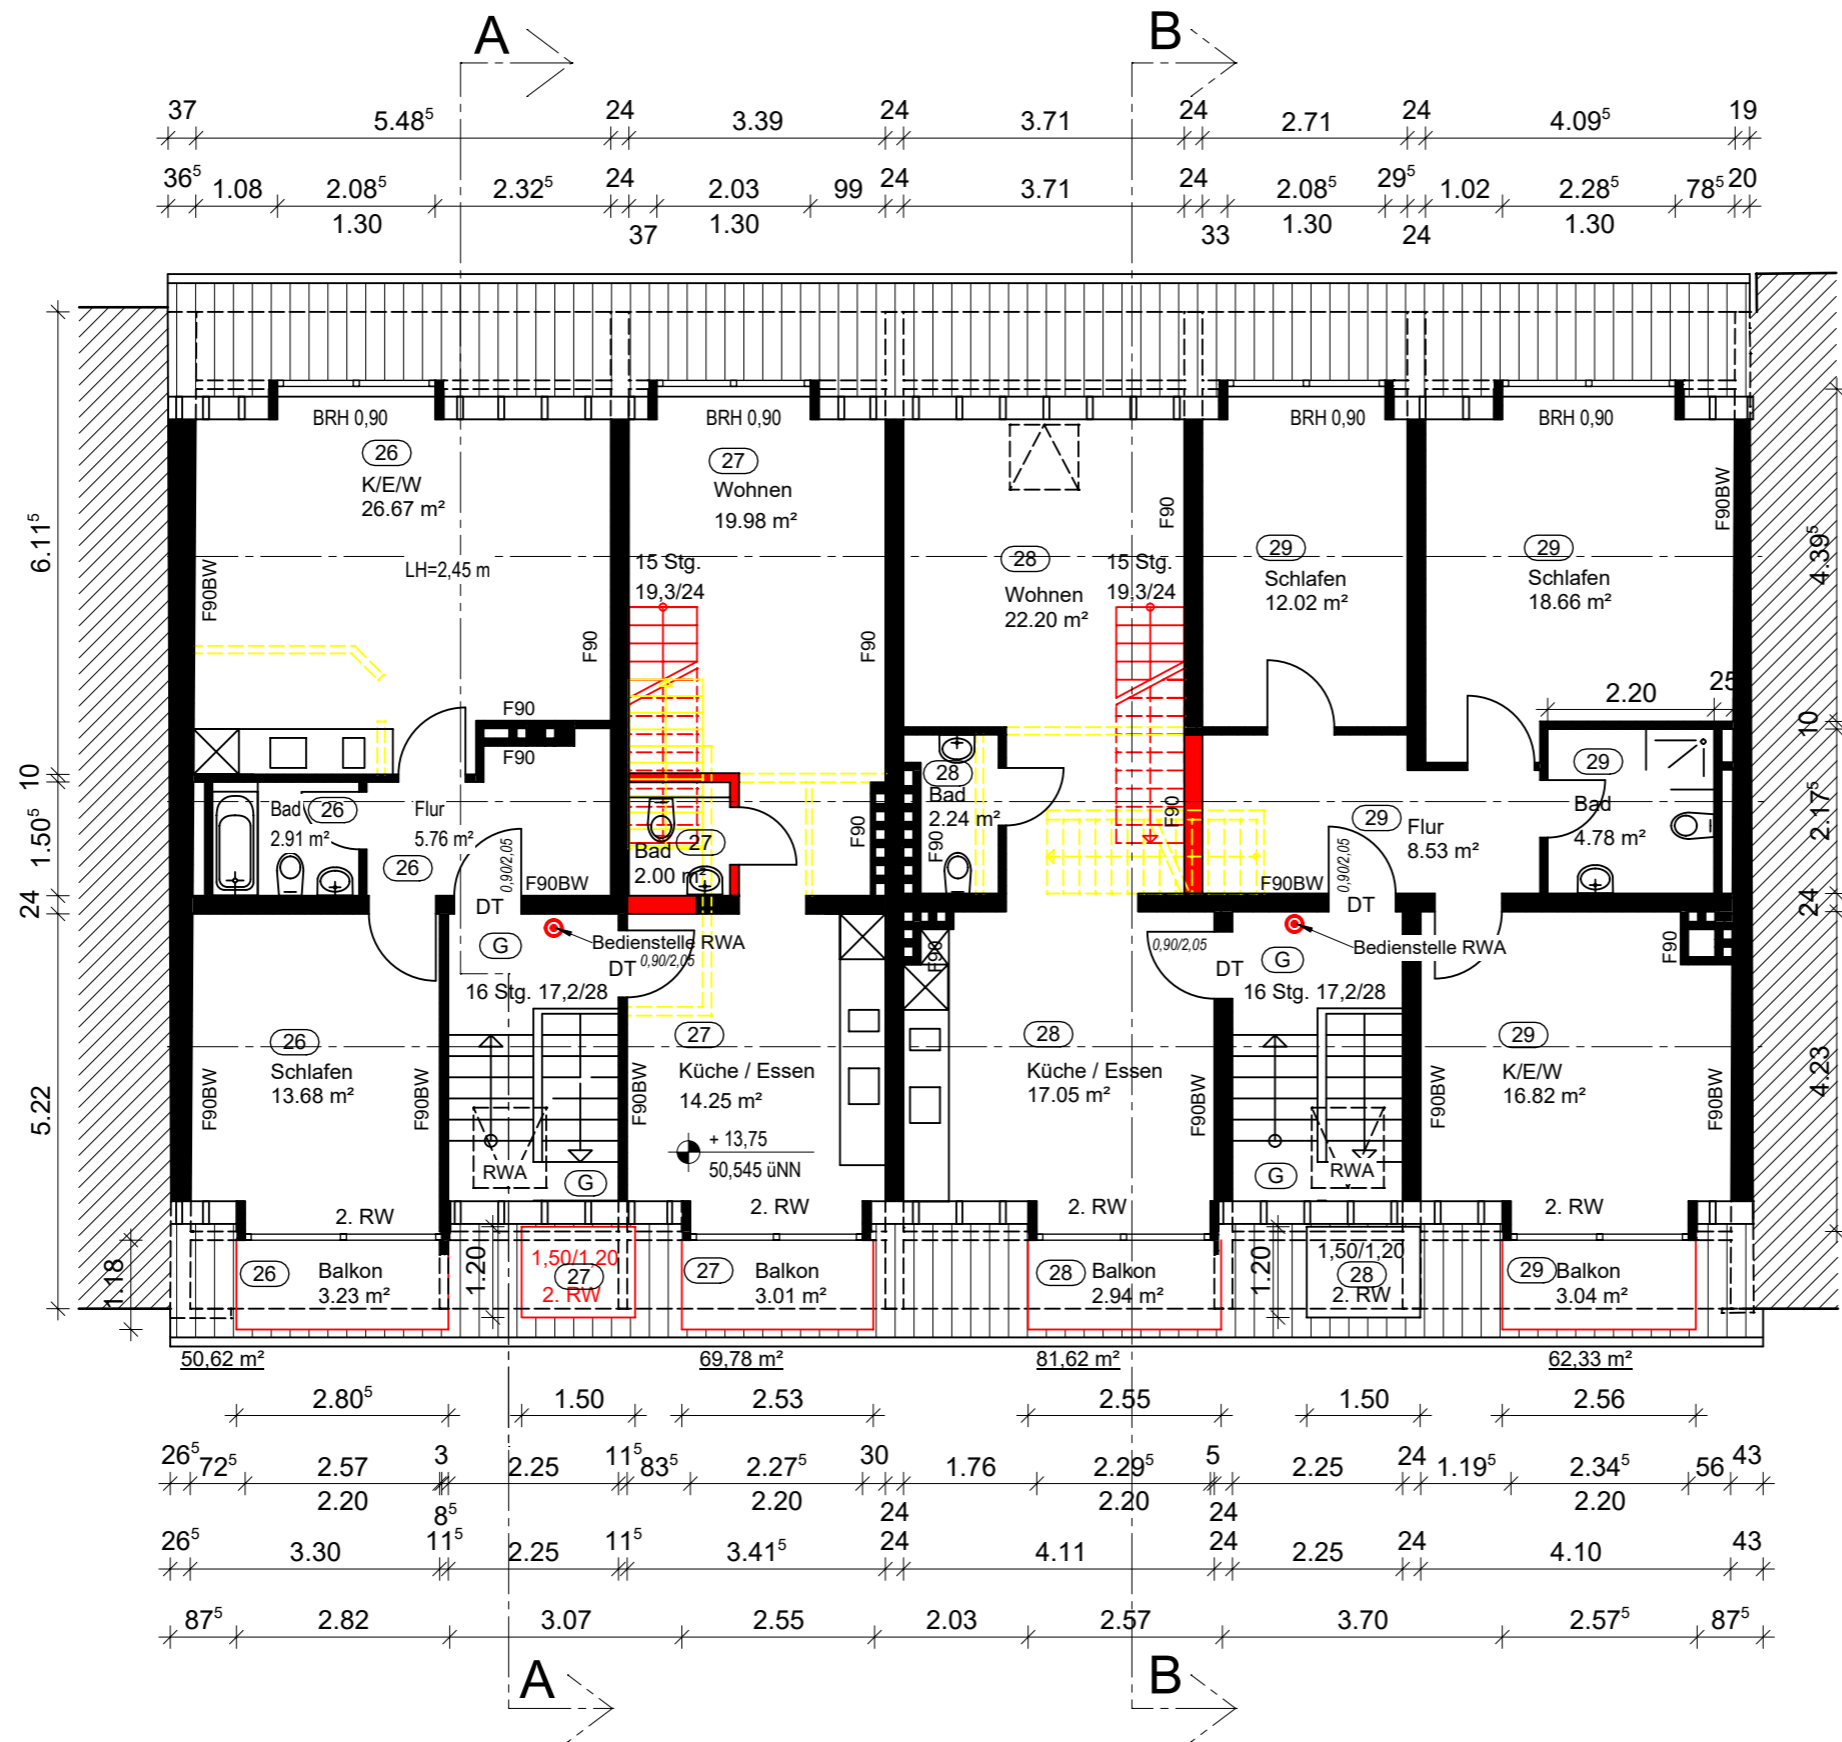 A
B
37
5.48⁵
24
3.39
24
3.71
24
2.71
24
4.09⁵
19
36⁵
1.08
2.08⁵
2.32⁵
24
2.03
99
24
3.71
24
2.08⁵
29⁵
1.02
2.28⁵
78⁵
20
1.30
37
1.30
33
1.30
24
1.30
BRH 0,90
BRH 0,90
BRH 0,90
BRH 0,90
26
K/E/W
26.67 m²
27
Wohnen
19.98 m²
28
Wohnen
22.20 m²
29
Schlafen
12.02 m²
29
Schlafen
18.66 m²
F90BW
LH=2,45 m
15 Stg.
19,3/24
15 Stg.
19,3/24
F90
F90
F90
F90BW
6.11⁵
4.39⁵
F90
F90
2.20
25
10
10
1.50⁵
2.17⁵
24
24
Bad
26
2.91 m²
Flur
5.76 m²
26
0,90/2,05
F90BW
27
Bad
2.00 m²
F90
28
Bad
2.24 m²
F90
F90
29
Flur
8.53 m²
F90BW
0,90/2,05
29
Bad
4.78 m²
DT
G
Bedienstelle RWA
DT
0,90/2,05
16 Stg. 17,2/28
F90
0,90/2,05
DT
DT
G
Bedienstelle RWA
16 Stg. 17,2/28
F90
5.22
4.23
26
Schlafen
13.68 m²
F90BW
F90BW
27
Küche / Essen
14.25 m²
F90BW
+ 13,75
50,545 üNN
28
Küche / Essen
17.05 m²
F90BW
29
K/E/W
16.82 m²
F90BW
F90BW
RWA
G
G
RWA
2. RW
2. RW
2. RW
2. RW
1.18
26
Balkon
3.23 m²
1.20
1,50/1,20
27
2. RW
27
Balkon
3.01 m²
28
Balkon
2.94 m²
1.20
1,50/1,20
28
2. RW
29
Balkon
3.04 m²
50,62 m²
69,78 m²
81,62 m²
62,33 m²
2.80⁵
1.50
2.53
2.55
1.50
2.56
26⁵
72⁵
2.57
3
2.25
11⁵
83⁵
2.27⁵
30
1.76
2.29⁵
5
2.25
24
1.19⁵
2.34⁵
56
43
2.20
8⁵
2.20
24
2.20
24
2.20
26⁵
3.30
11⁵
2.25
11⁵
3.41⁵
24
4.11
24
2.25
24
4.10
43
87⁵
2.82
3.07
2.55
2.03
2.57
3.70
2.57⁵
87⁵
A
B